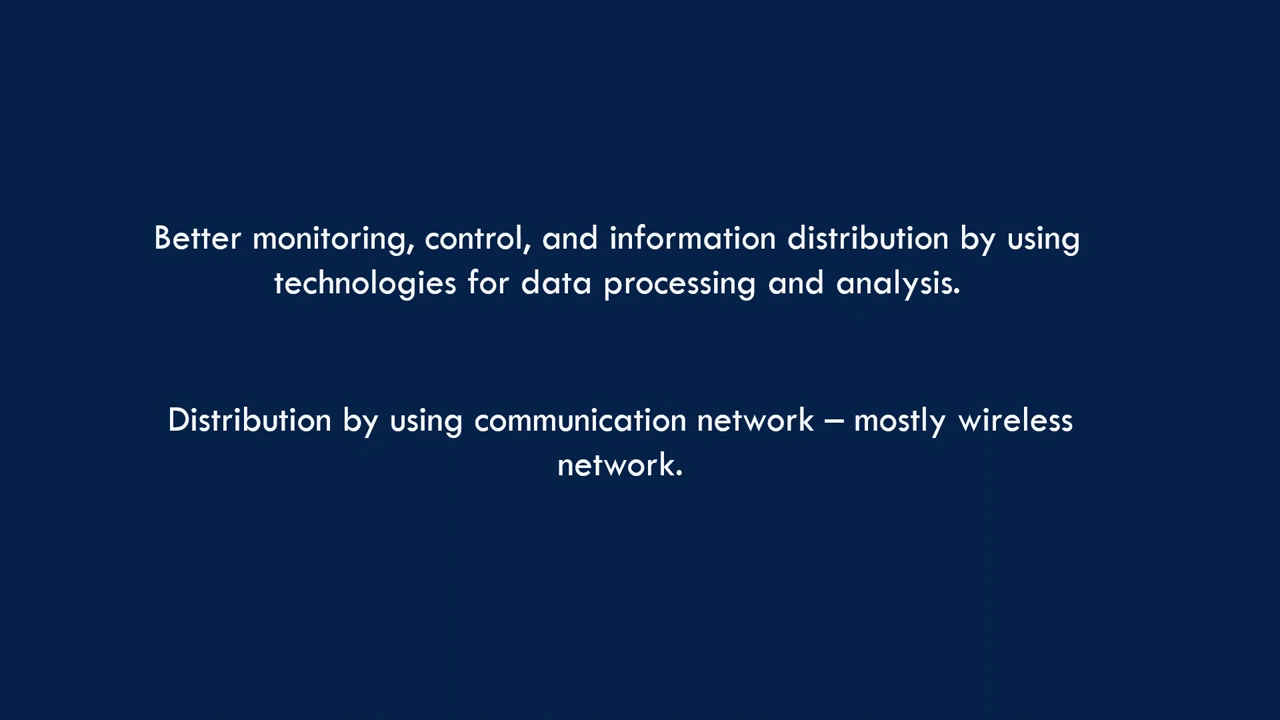 Better monitoring, control, and information distribution by using
technologies for data processing and analysis.
Distribution by using communication network – mostly wireless
network.